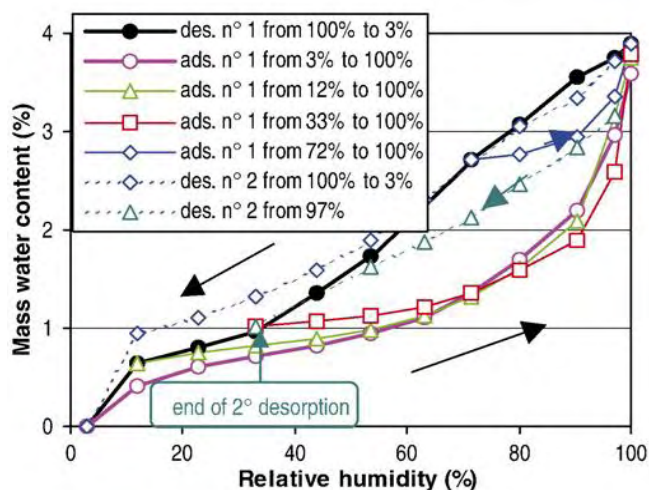 4
des. n° 1 from 100% to 3%
ads. n° 1 from 3% to 100%
ads. n° 1 from 12% to 100%
3
ads. n° 1 from 33% to 100%
ads. n° 1 from 72% to 100%
des. n° 2 from 100% to 3%
des. n° 2 from 97%
2
Mass water content (%)
1
end of 2° desorption
0
0 20 40 60 80 100
Relative humidity (%)